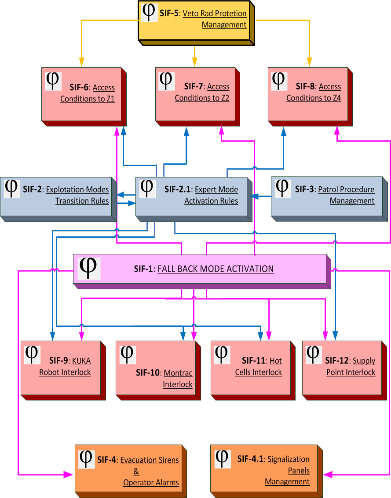 φ SIF-5: Veto Rad Protetion
Management
φ SIF-6: Access
Conditions to Z1
φ SIF-7: Access
Conditions to Z2
φ SIF-8: Access
Conditions to Z4
φ SIF-2: Explotation Modes
Transition Rules
φ SIF-2.1: Expert Mode
Activation Rules
φ SIF-3: Patrol Procedure
Management
φ SIF-1: FALL BACK MODE ACTIVATION
φ SIF-9: KUKA
Robot Interlock
φ SIF-10: Montrac
Interlock
φ SIF-11: Hot
Cells Interlock
φ SIF-12: Supply
Point Interlock
φ SIF-4: Evacuation Sirens
&
Operator Alarms
φ SIF-4.1: Signalization
Panels
Management